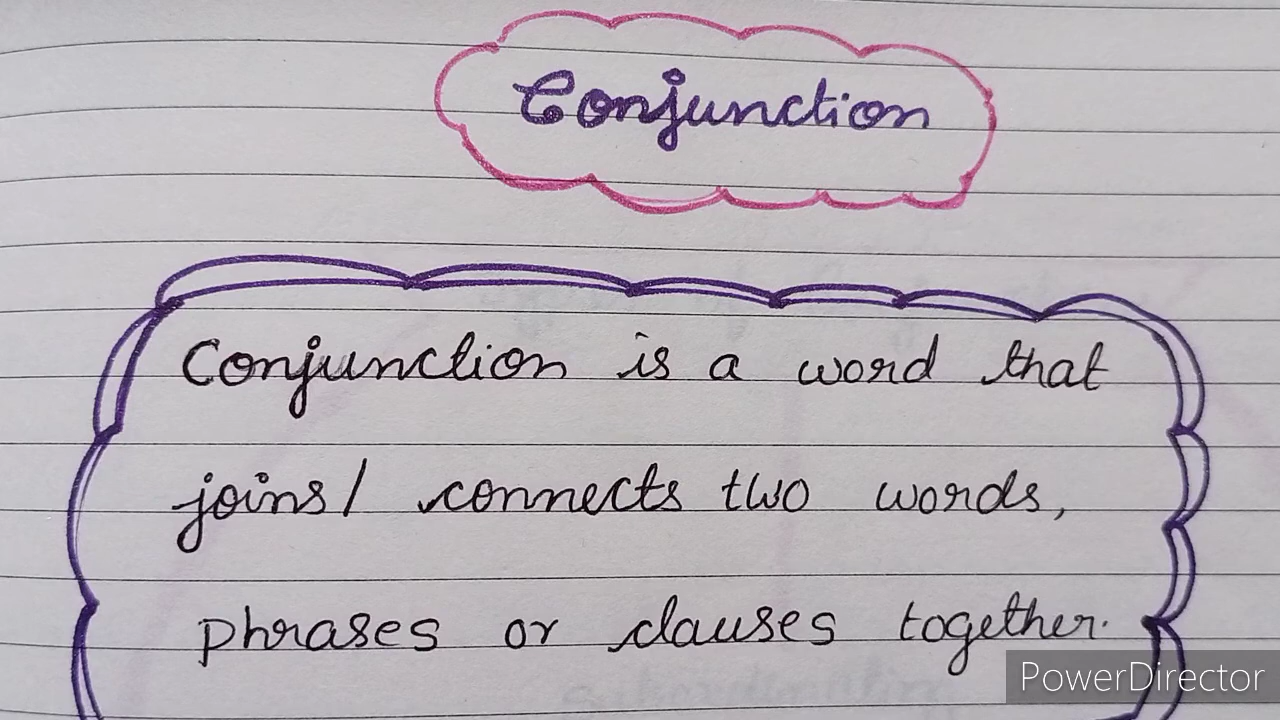 Conjunction
Conjunction is a word that
joins/ connects two words,
phrases or clauses together.
PowerDirector